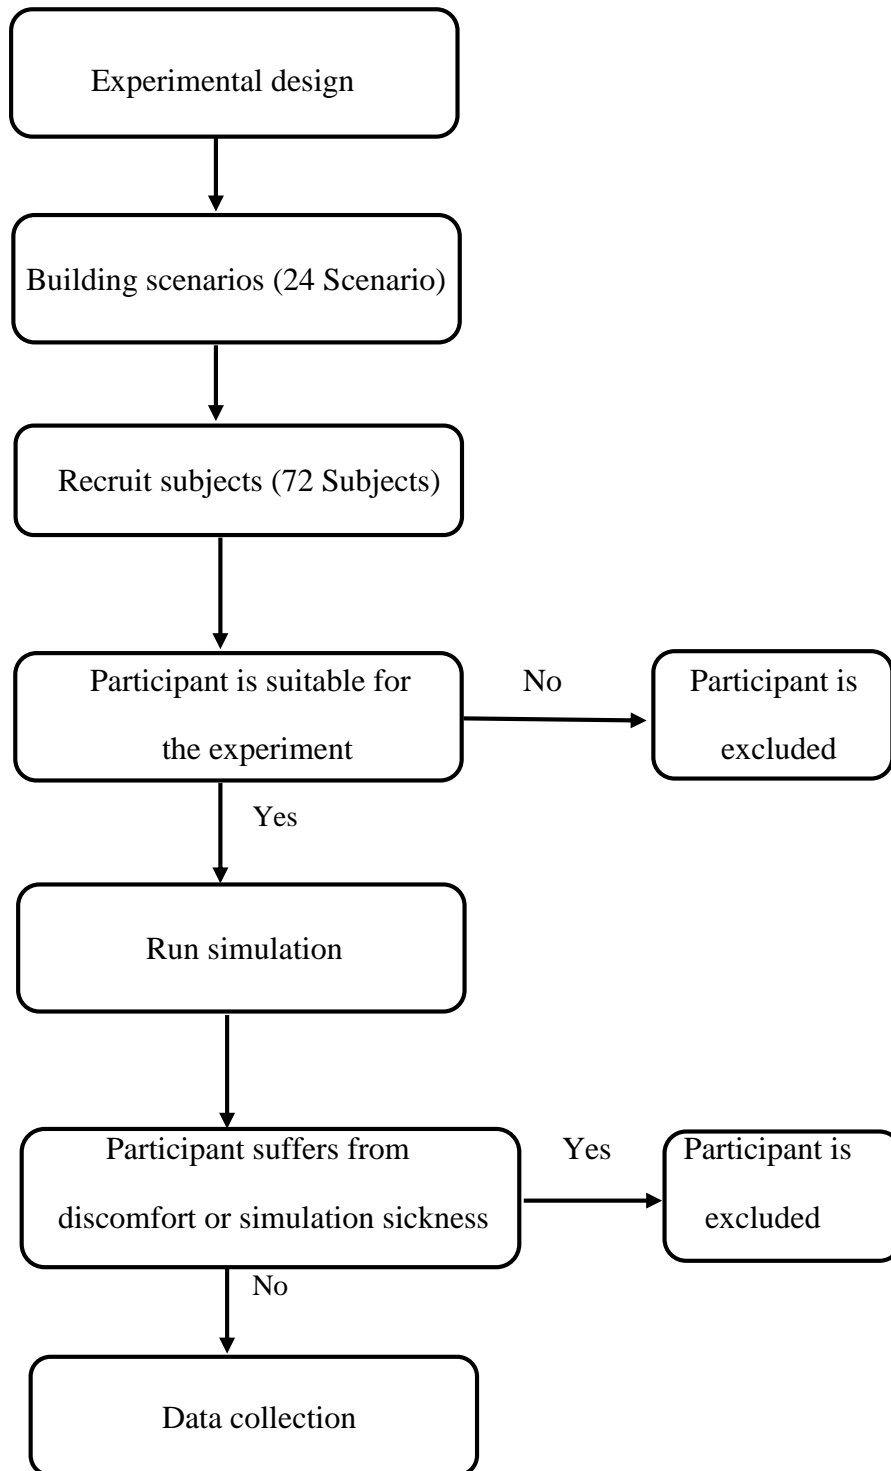 Experimental design
Building scenarios (24 Scenario)
Recruit subjects (72 Subjects)
Participant is suitable for
the experiment
No
Participant is
excluded
Yes
Run simulation
Participant suffers from
discomfort or simulation sickness
Yes
Participant is
excluded
No
Data collection